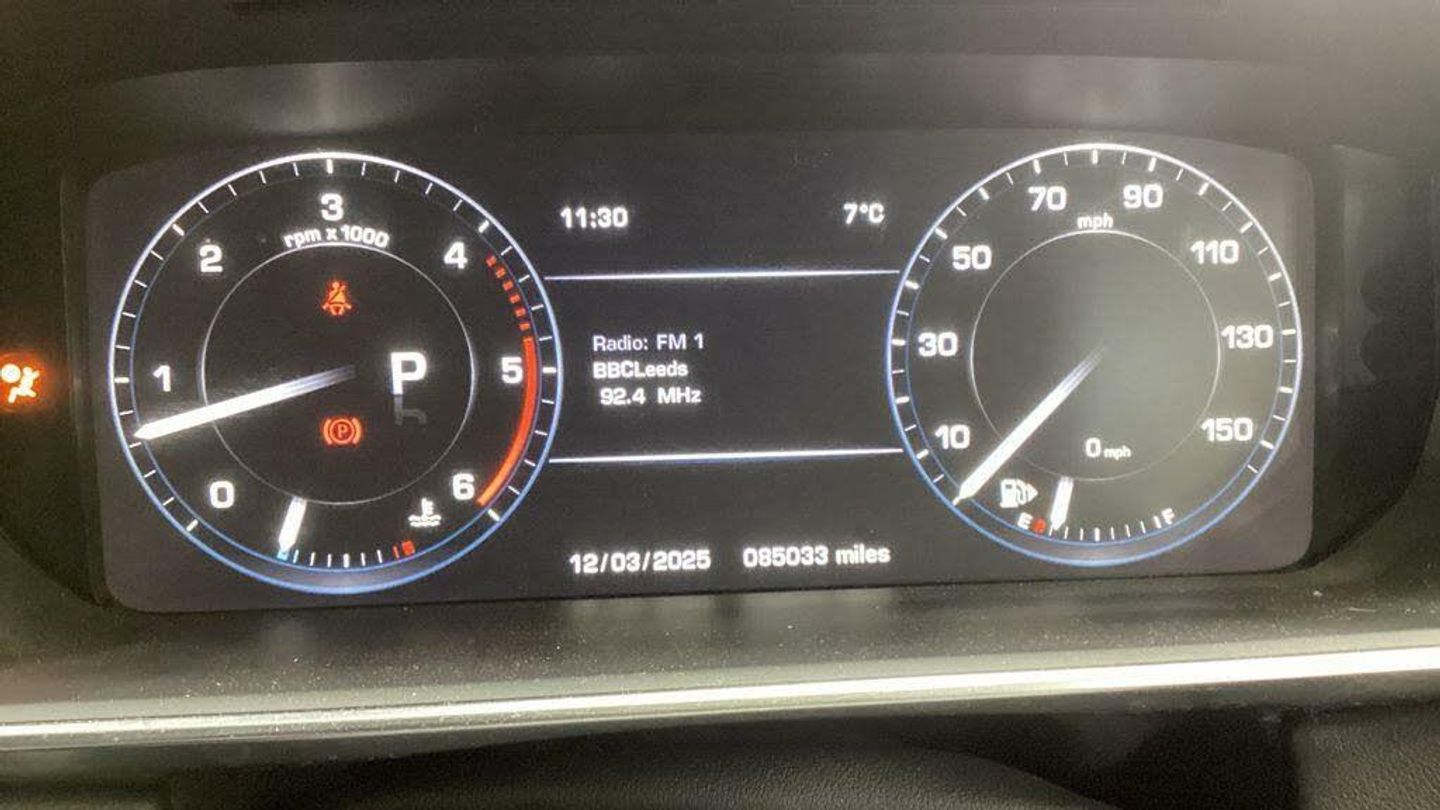 0
1
2
3
4
5
6
rpm x 1000
P
P
11:30
7°C
Radio: FM 1
BBCLeeds
92.4 MHz
12/03/2025
085033 miles
10
30
50
70
90
110
130
150
mph
0 mph
E
F